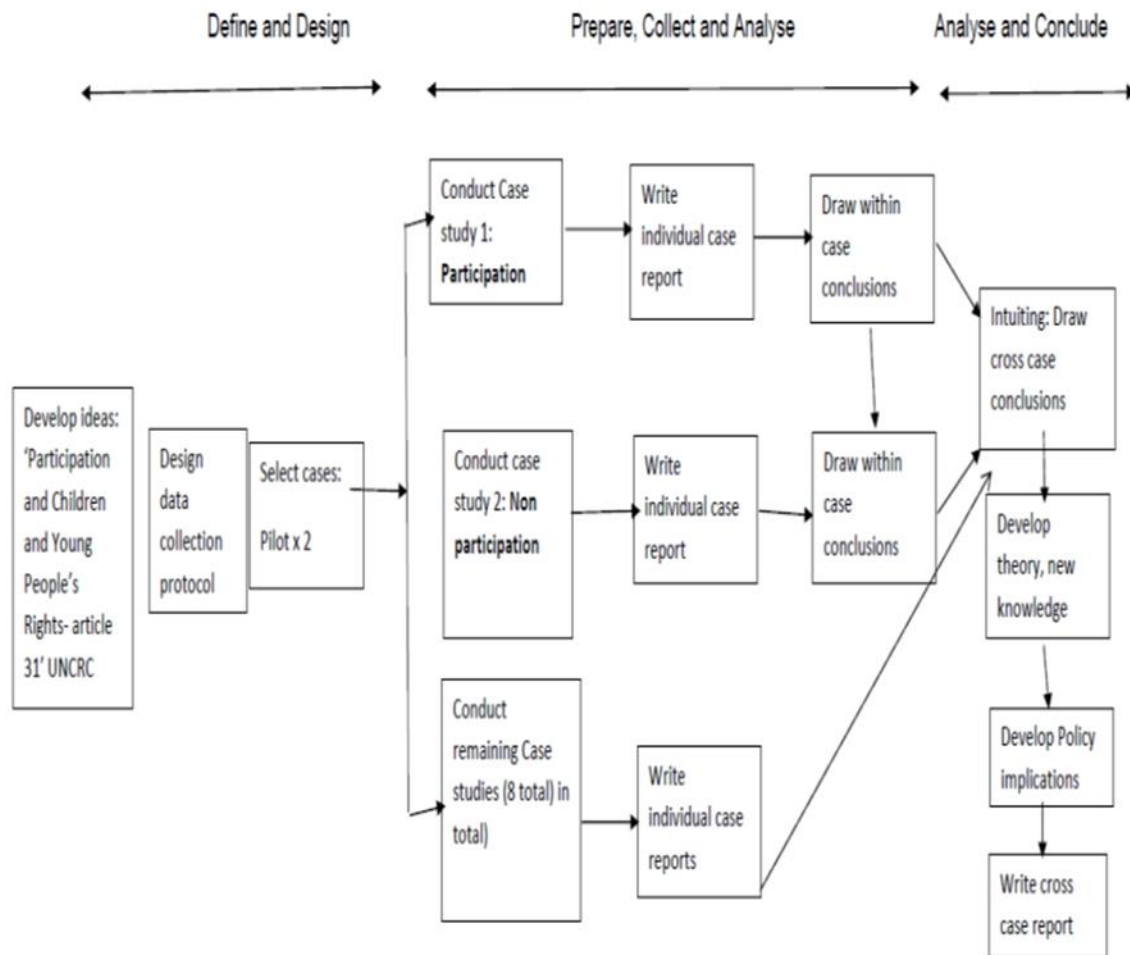 Define and Design
Prepare, Collect and Analyse
Analyse and Conclude
Develop ideas:
'Participation
and Children
and Young
People's
Rights- article
31' UNCRC
Design
data
collection
protocol
Select cases:
Pilot x 2
Conduct Case
study 1:
Participation
Write
individual case
report
Draw within
case
conclusions
Conduct case
study 2: Non
participation
Write
individual case
report
Draw within
case
conclusions
Conduct
remaining Case
studies (8 total) in
total)
Write
individual case
reports
Intuiting: Draw
cross case
conclusions
Develop
theory, new
knowledge
Develop Policy
implications
Write cross
case report